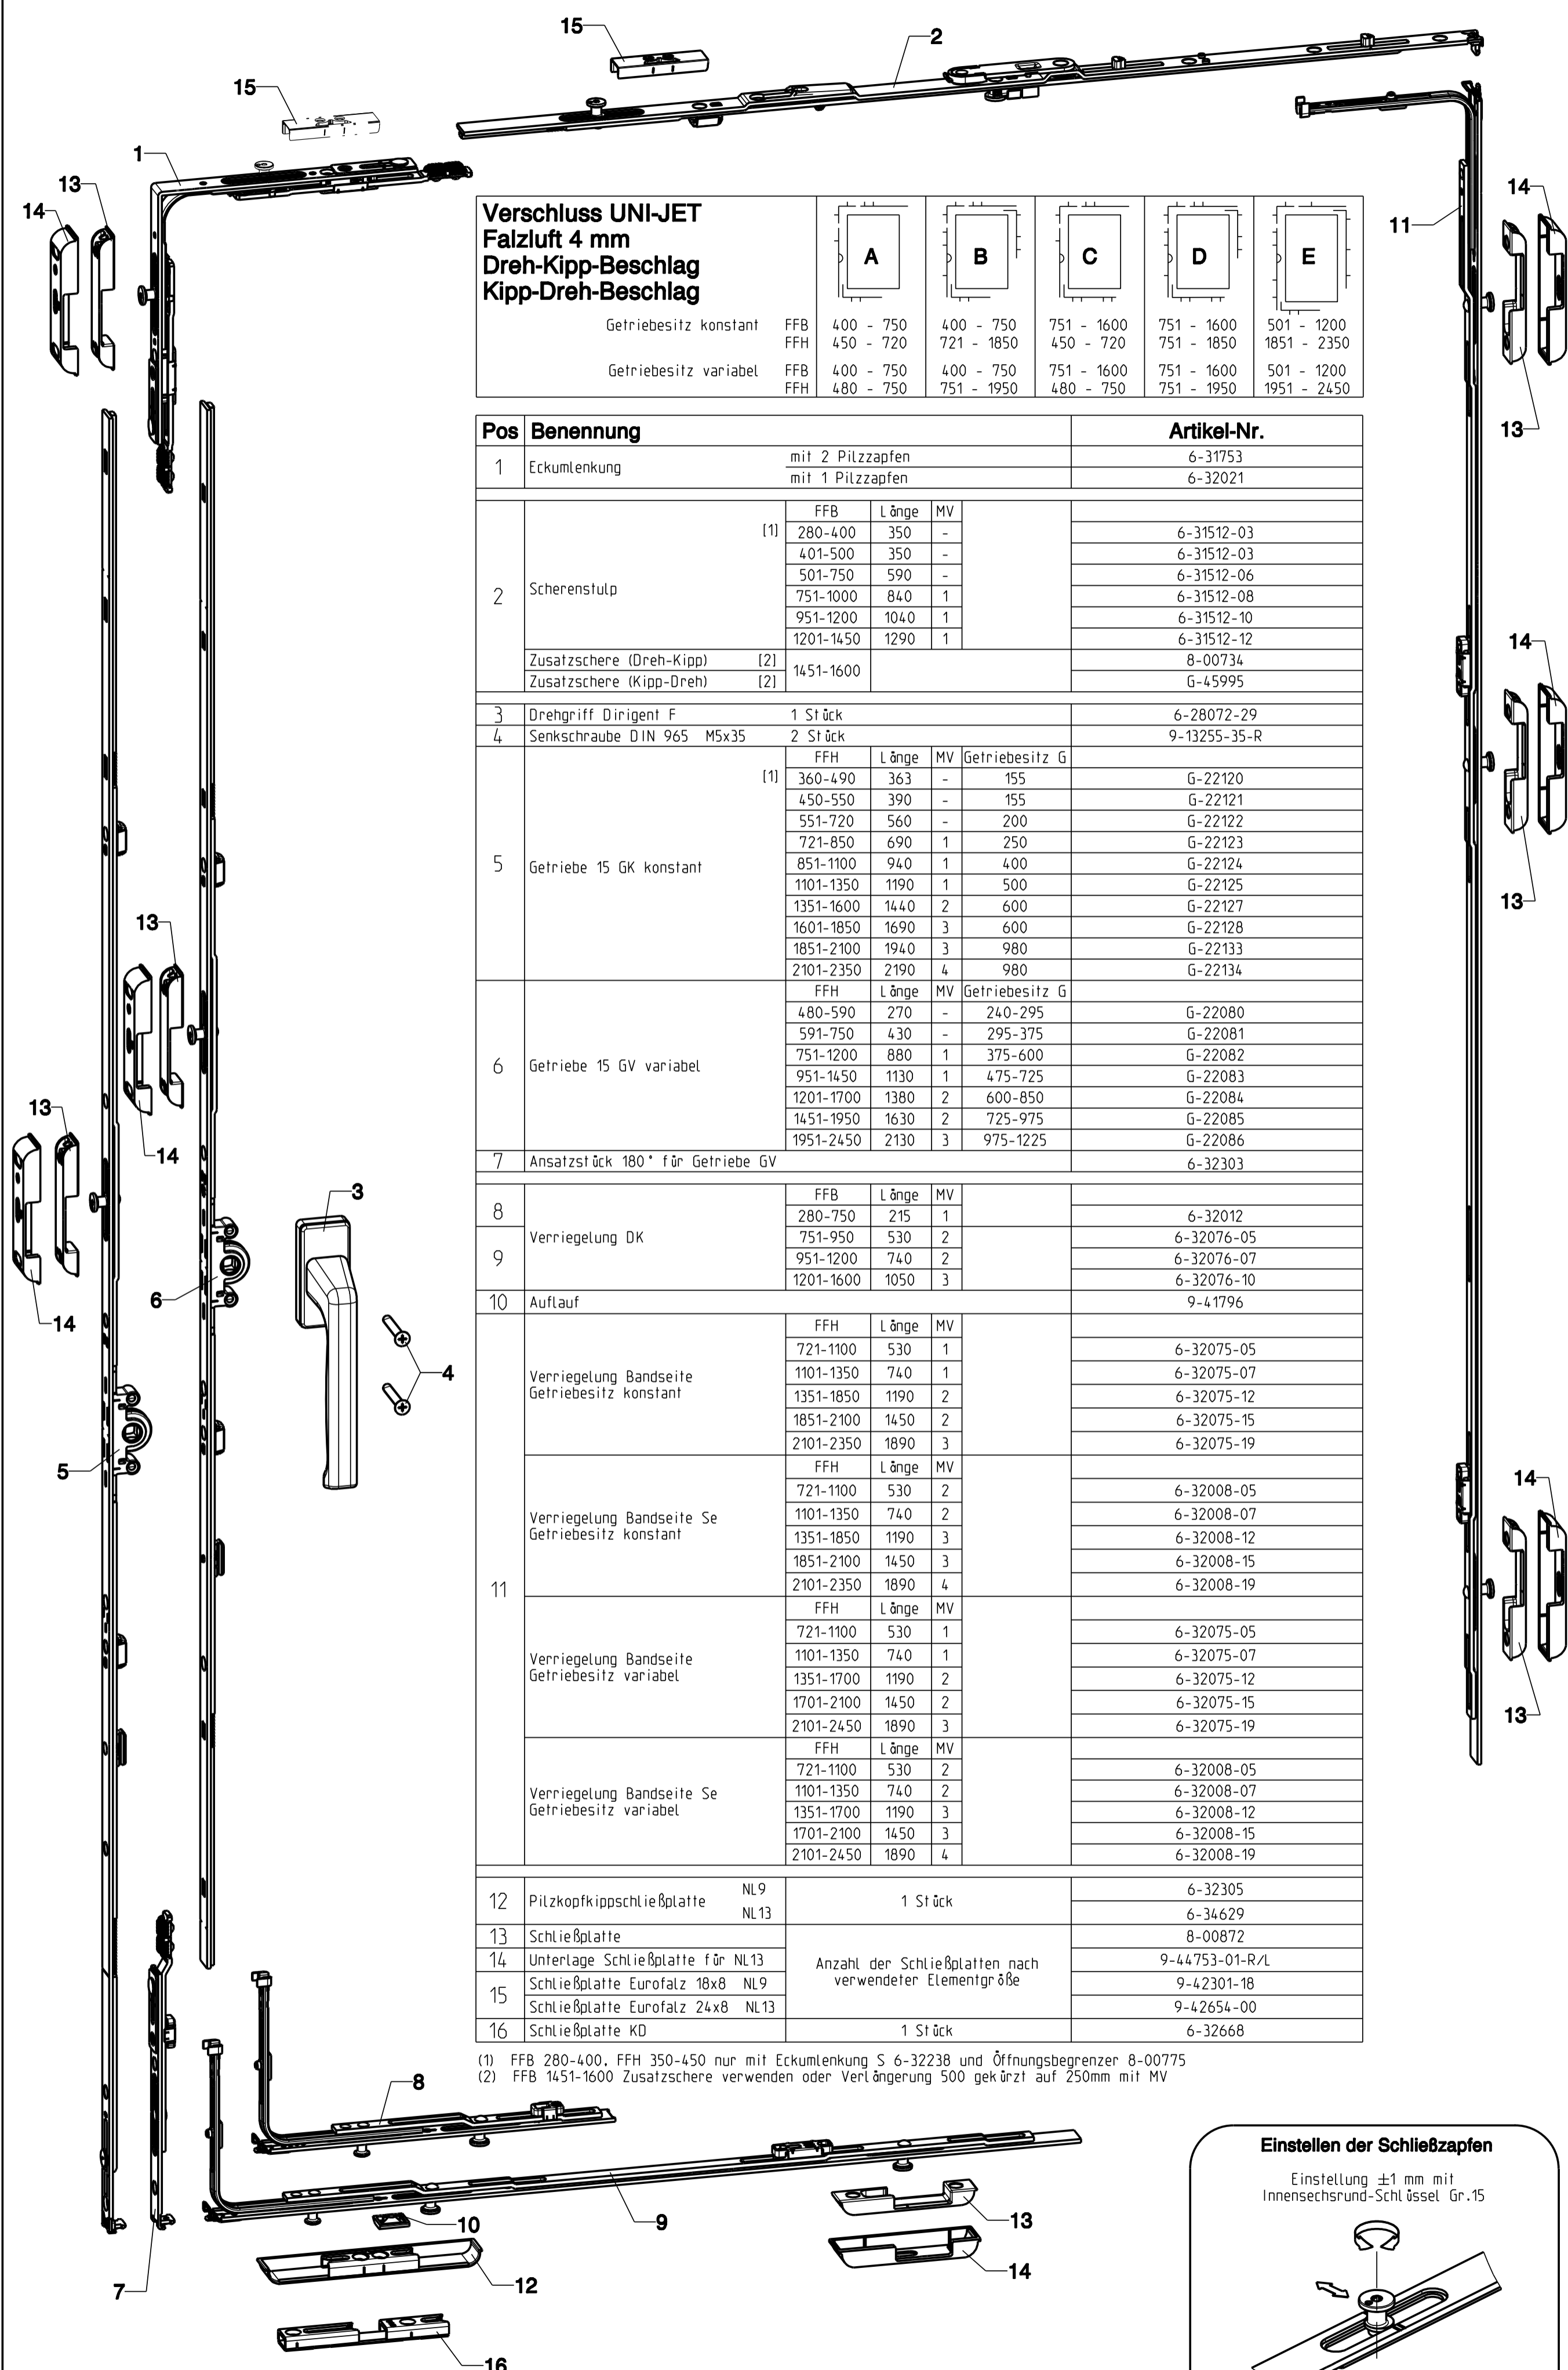 15
2
15
1
13
14
11
14
13
Verschluss UNI-JET
Falzluft 4 mm
Dreh-Kipp-Beschlag
Kipp-Dreh-Beschlag
A B C D E
Getriebesitz konstant FFB 400 - 750 400 - 750 751 - 1600 751 - 1600 501 - 1200
FFH 450 - 720 721 - 1850 450 - 720 751 - 1850 1851 - 2350
Getriebesitz variabel FFB 400 - 750 400 - 750 751 - 1600 751 - 1600 501 - 1200
FFH 480 - 750 751 - 1950 480 - 750 751 - 1950 1951 - 2450
Pos Benennung Artikel-Nr.
1 Eckumlenkung mit 2 Pilzzapfen 6-31753
mit 1 Pilzzapfen 6-32021
2 Scherenstulp FFB Länge MV
[1] 280-400 350 - 6-31512-03
401-500 350 - 6-31512-03
501-750 590 - 6-31512-06
751-1000 840 1 6-31512-08
951-1200 1040 1 6-31512-10
1201-1450 1290 1 6-31512-12
Zusatzschere (Dreh-Kipp) [2] 1451-1600 8-00734
Zusatzschere (Kipp-Dreh) [2] G-45995
3 Drehgriff Dirigent F 1 Stück 6-28072-29
4 Senkschraube DIN 965 M5x35 2 Stück 9-13255-35-R
5 Getriebe 15 GK konstant FFH Länge MV Getriebesitz G
[1] 360-490 363 - 155 G-22120
450-550 390 - 155 G-22121
551-720 560 - 200 G-22122
721-850 690 1 250 G-22123
851-1100 940 1 400 G-22124
1101-1350 1190 1 500 G-22125
1351-1600 1440 2 600 G-22127
1601-1850 1690 3 600 G-22128
1851-2100 1940 3 980 G-22133
2101-2350 2190 4 980 G-22134
6 Getriebe 15 GV variabel FFH Länge MV Getriebesitz G
480-590 270 - 240-295 G-22080
591-750 430 - 295-375 G-22081
751-1200 880 1 375-600 G-22082
951-1450 1130 1 475-725 G-22083
1201-1700 1380 2 600-850 G-22084
1451-1950 1630 2 725-975 G-22085
1951-2450 2130 3 975-1225 G-22086
7 Ansatzstück 180° für Getriebe GV 6-32303
8 Verriegelung DK FFB Länge MV
280-750 215 1 6-32012
9 751-950 530 2 6-32076-05
951-1200 740 2 6-32076-07
1201-1600 1050 3 6-32076-10
10 Auflauf 9-41796
11 Verriegelung Bandseite
Getriebesitz konstant
FFH Länge MV
721-1100 530 1 6-32075-05
1101-1350 740 1 6-32075-07
1351-1850 1190 2 6-32075-12
1851-2100 1450 2 6-32075-15
2101-2350 1890 3 6-32075-19
Verriegelung Bandseite Se
Getriebesitz konstant
FFH Länge MV
721-1100 530 2 6-32008-05
1101-1350 740 2 6-32008-07
1351-1850 1190 3 6-32008-12
1851-2100 1450 3 6-32008-15
2101-2350 1890 4 6-32008-19
Verriegelung Bandseite
Getriebesitz variabel
FFH Länge MV
721-1100 530 1 6-32075-05
1101-1350 740 1 6-32075-07
1351-1700 1190 2 6-32075-12
1701-2100 1450 2 6-32075-15
2101-2450 1890 3 6-32075-19
Verriegelung Bandseite Se
Getriebesitz variabel
FFH Länge MV
721-1100 530 2 6-32008-05
1101-1350 740 2 6-32008-07
1351-1700 1190 3 6-32008-12
1701-2100 1450 3 6-32008-15
2101-2450 1890 4 6-32008-19
12 Pilzkopfkippschließplatte NL9 1 Stück 6-32305
NL13 6-34629
13 Schließplatte 8-00872
14 Unterlage Schließplatte für NL13 9-44753-01-R/L
Anzahl der Schließplatten nach
verwendeter Elementgröße
15 Schließplatte Eurofalz 18x8 NL9 9-42301-18
Schließplatte Eurofalz 24x8 NL13 9-42654-00
16 Schließplatte KD 1 Stück 6-32668
(1) FFB 280-400, FFH 350-450 nur mit Eckumlenkung S 6-32238 und Öffnungsbegrenzer 8-00775
(2) FFB 1451-1600 Zusatzschere verwenden oder Verlängerung 500 gekürzt auf 250mm mit MV
14
13
13
14
13
14
3
6
14
4
5
14
13
8
9
10
13
14
12
7
16
Einstellen der Schließzapfen
Einstellung ±1 mm mit
Innensechsrund-Schlüssel Gr.15